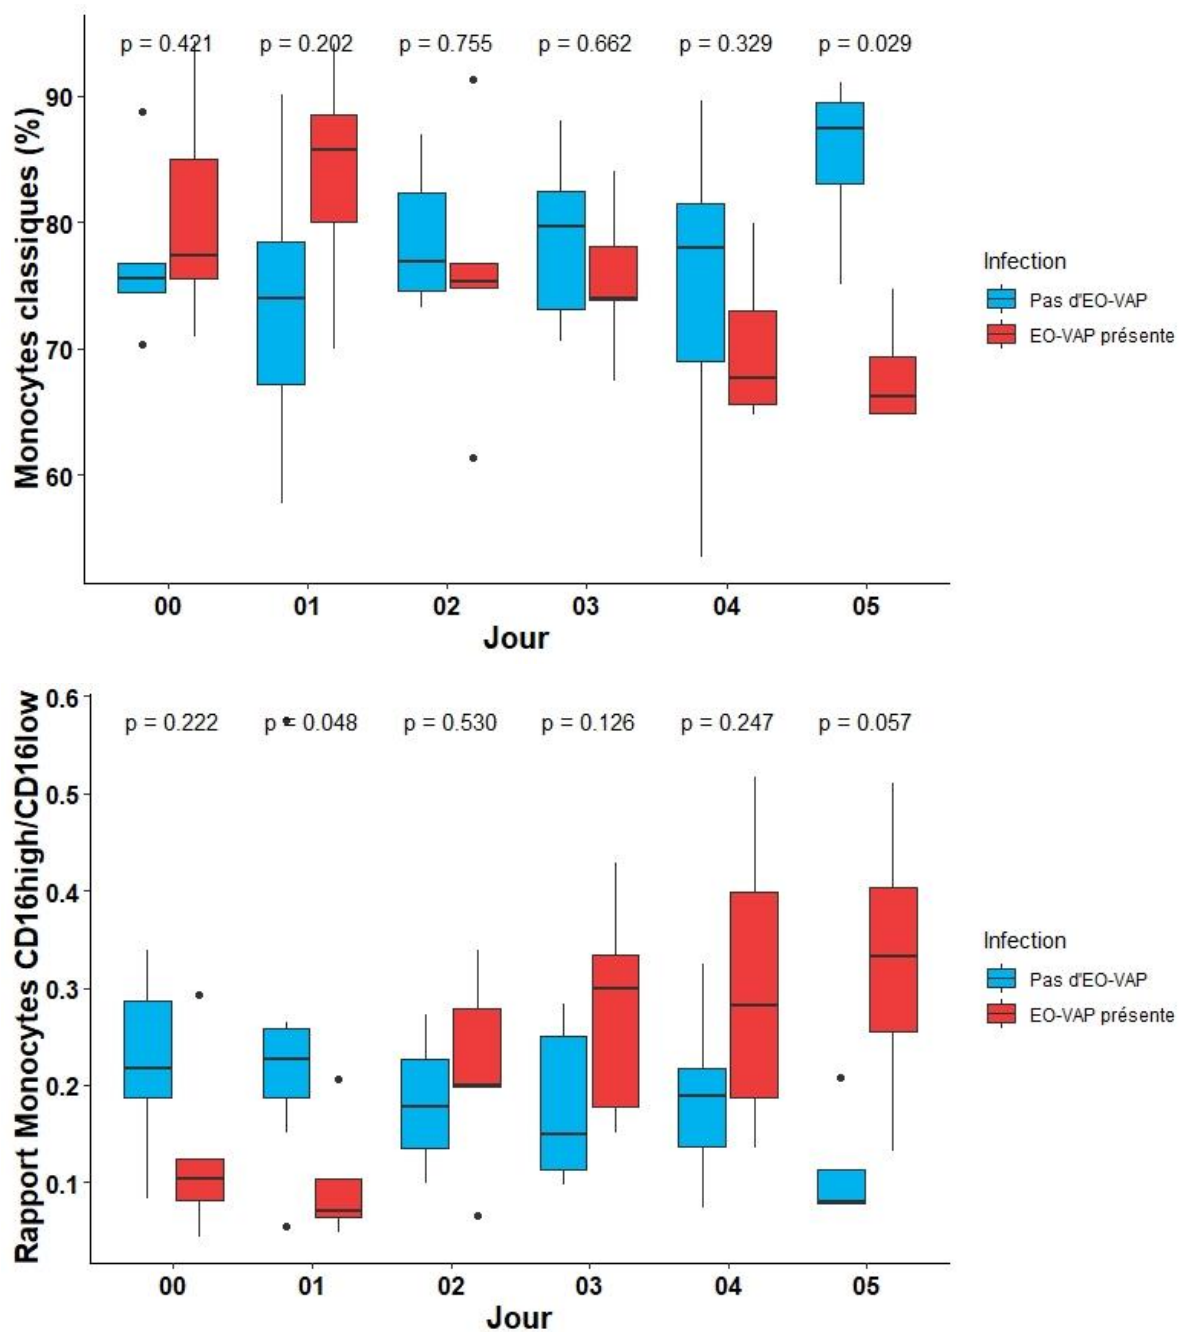 p = 0.421 p = 0.202 p = 0.755 p = 0.662 p = 0.329 p = 0.029
Monocytes classiques (%)
90
80
70
60
00 01 02 03 04 05
Jour
Infection
Pas d'EO-VAP
EO-VAP présente
p = 0.222 p = 0.048 p = 0.530 p = 0.126 p = 0.247 p = 0.057
Rapport Monocytes CD16high/CD16low
0.6
0.5
0.4
0.3
0.2
0.1
00 01 02 03 04 05
Jour
Infection
Pas d'EO-VAP
EO-VAP présente